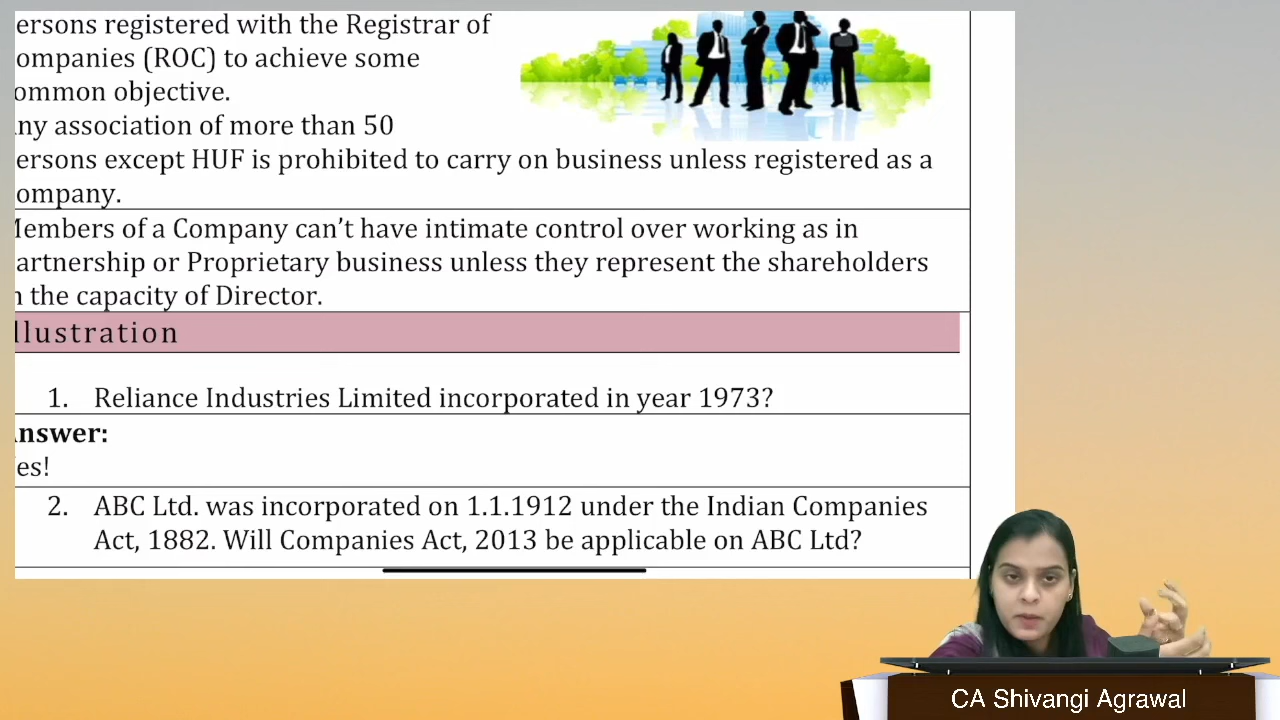 ersons registered with the Registrar of
ompanies (ROC) to achieve some
ommon objective.
ny association of more than 50
ersons except HUF is prohibited to carry on business unless registered as a
ompany.
Members of a Company can't have intimate control over working as in
artnership or Proprietary business unless they represent the shareholders
n the capacity of Director.
llustration
1. Reliance Industries Limited incorporated in year 1973?
nswer:
es!
2. ABC Ltd. was incorporated on 1.1.1912 under the Indian Companies
Act, 1882. Will Companies Act, 2013 be applicable on ABC Ltd?
CA Shivangi Agrawal